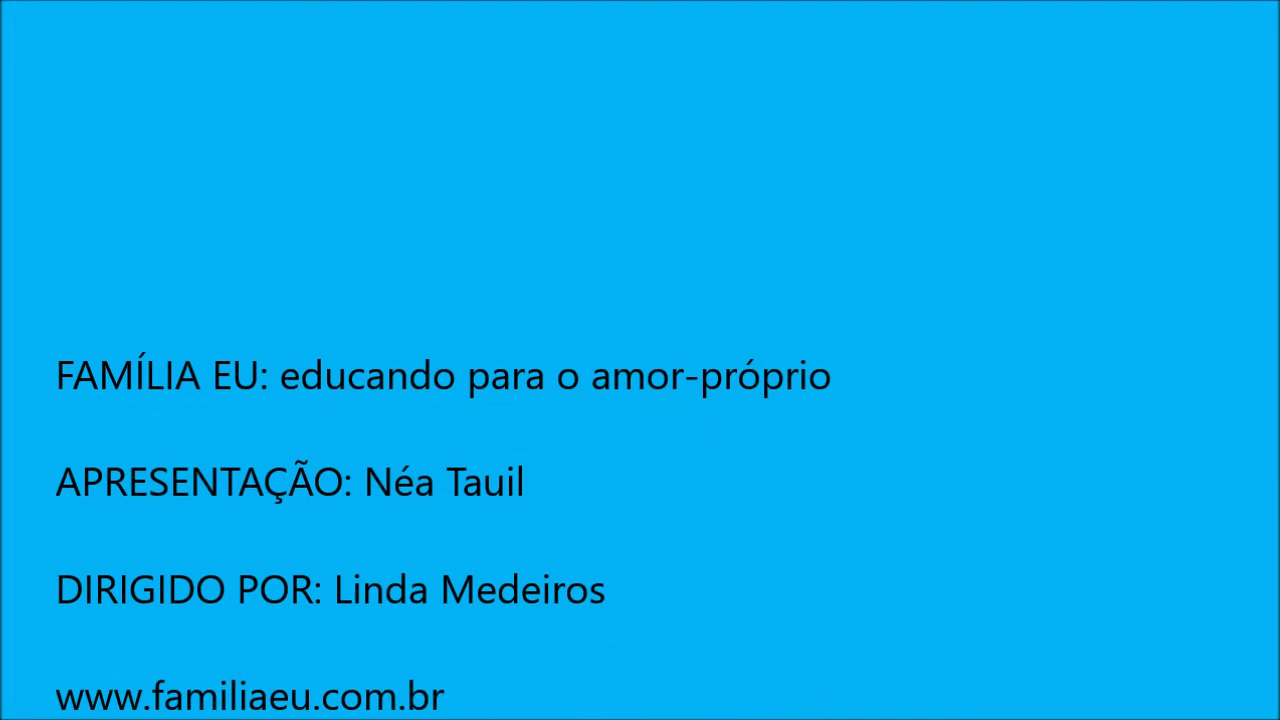 FAMÍLIA EU: educando para o amor-próprio
APRESENTAÇÃO: Néa Tauil
DIRIGIDO POR: Linda Medeiros
www.familiaeu.com.br